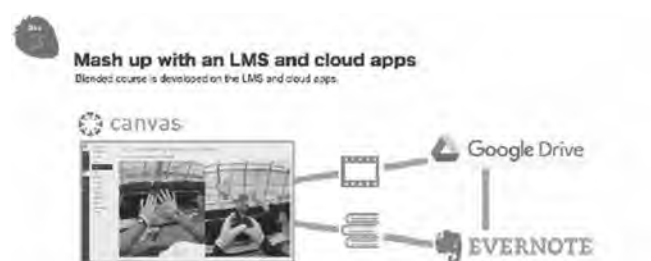 Mash up with an LMS and cloud apps
Blended course is developed on the LMS and cloud apps.
canvas
Google Drive
EVERNOTE